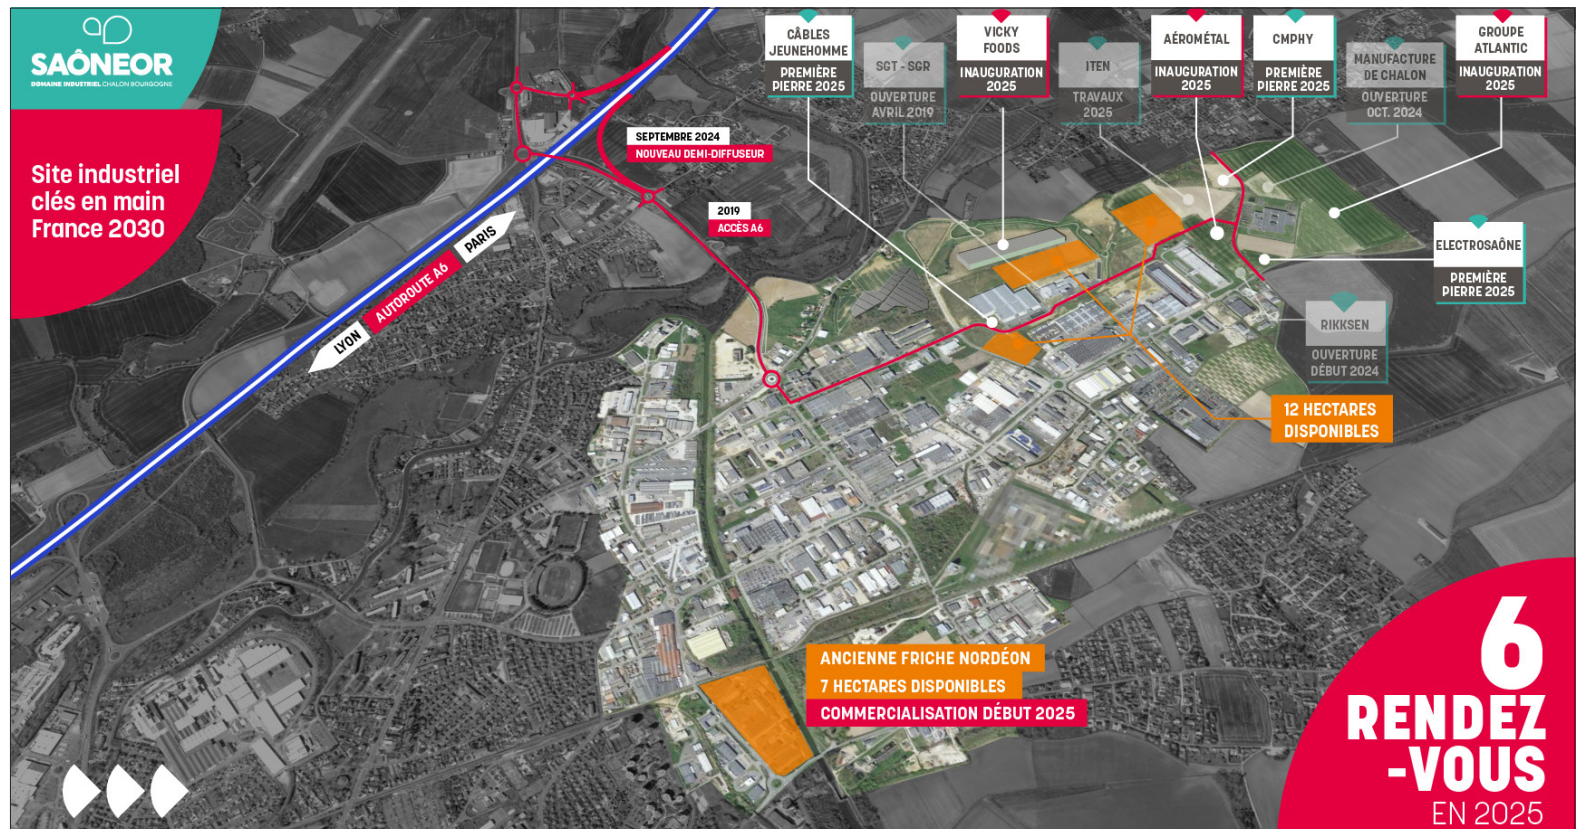 SAÔNEOR
DOMAINE INDUSTRIEL CHALON BOURGOGNE
Site industriel
clés en main
France 2030
SEPTEMBRE 2024
NOUVEAU DEMI-DIFFUSEUR
2019
ACCÈS A6
PARIS
AUTOROUTE A6
LYON
CÂBLES
JEUNEHOMME
PREMIÈRE
PIERRE 2025
SGT - SGR
OUVERTURE
AVRIL 2019
VICKY
FOODS
INAUGURATION
2025
ITEN
TRAVAUX
2025
AÉROMÉTAL
INAUGURATION
2025
CMPHY
PREMIÈRE
PIERRE 2025
MANUFACTURE
DE CHALON
OUVERTURE
OCT. 2024
GROUPE
ATLANTIC
INAUGURATION
2025
ELECTROSAÔNE
PREMIÈRE
PIERRE 2025
RIKKSEN
OUVERTURE
DÉBUT 2024
12 HECTARES
DISPONIBLES
ANCIENNE FRICHE NORDÉON
7 HECTARES DISPONIBLES
COMMERCIALISATION DÉBUT 2025
6
RENDEZ
-VOUS
EN 2025